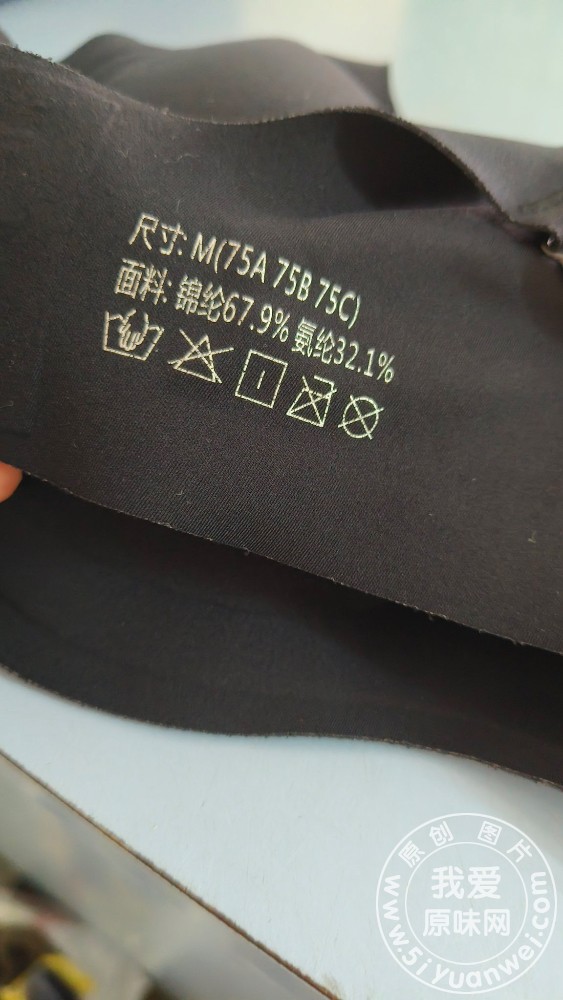 尺寸: M(75A 75B 75C)
面料: 锦纶67.9% 氨纶32.1%
原创图片
我爱
原味网
www.5iyuanwei.com